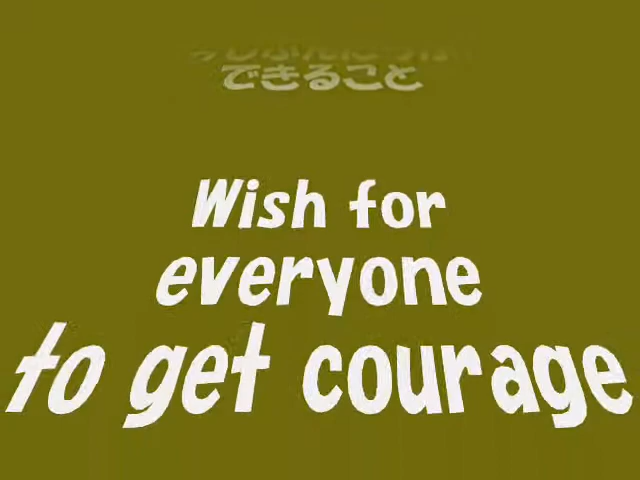 できること
Wish for
everyone
to get courage